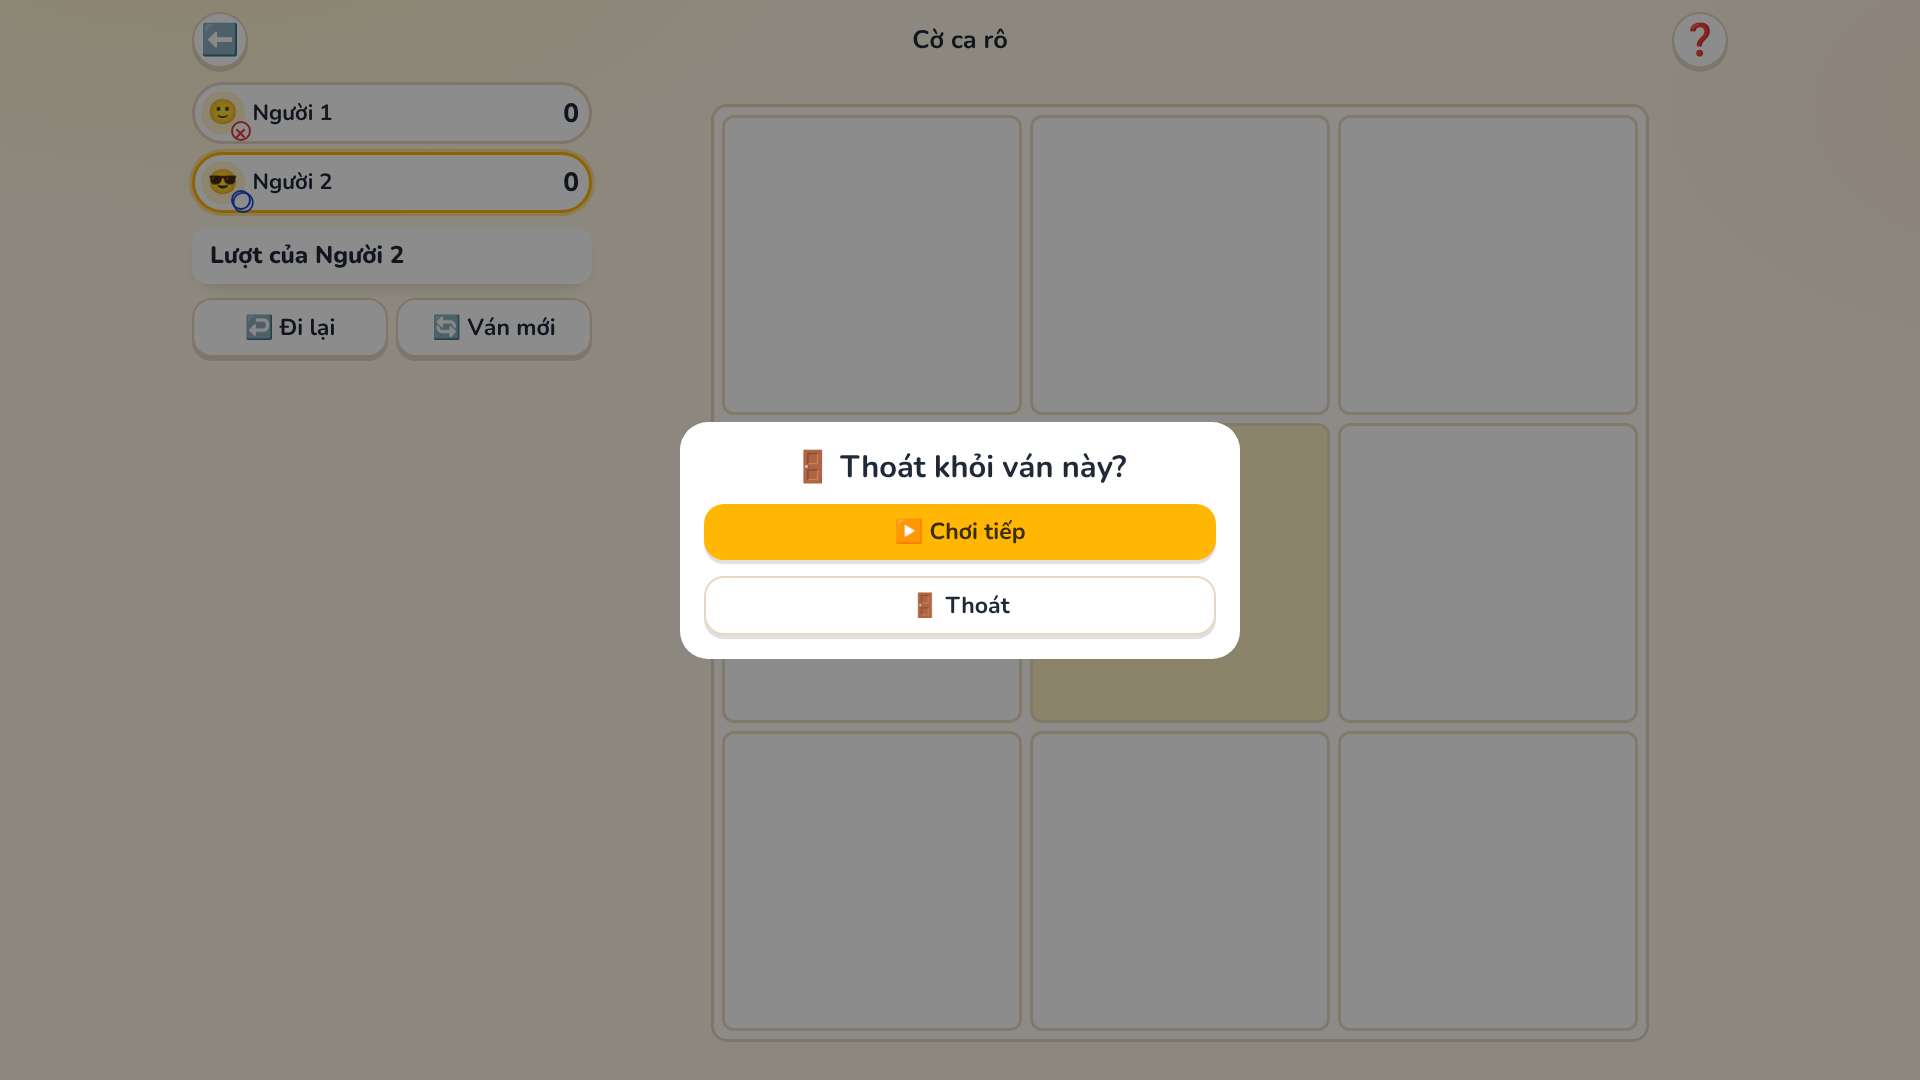 Cờ ca rô
Người 1
0
Người 2
0
Lượt của Người 2
Đi lại
Ván mới
Thoát khỏi ván này?
Chơi tiếp
Thoát